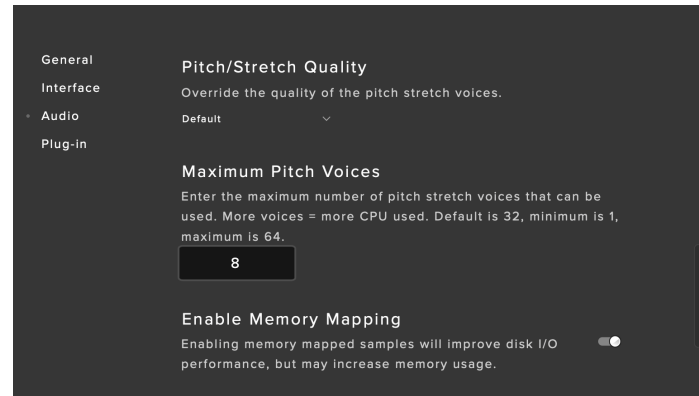 General
Interface
Audio
Plug-in
Pitch/Stretch Quality
Override the quality of the pitch stretch voices.
Default
Maximum Pitch Voices
Enter the maximum number of pitch stretch voices that can be
used. More voices = more CPU used. Default is 32, minimum is 1,
maximum is 64.
8
Enable Memory Mapping
Enabling memory mapped samples will improve disk I/O
performance, but may increase memory usage.